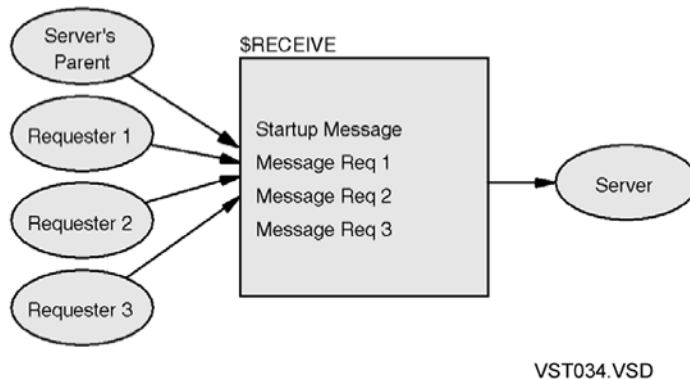 Server's
Parent
$RECEIVE
Requester 1
Requester 2
Requester 3
Startup Message
Message Req 1
Message Req 2
Message Req 3
Server
VST034.VSD